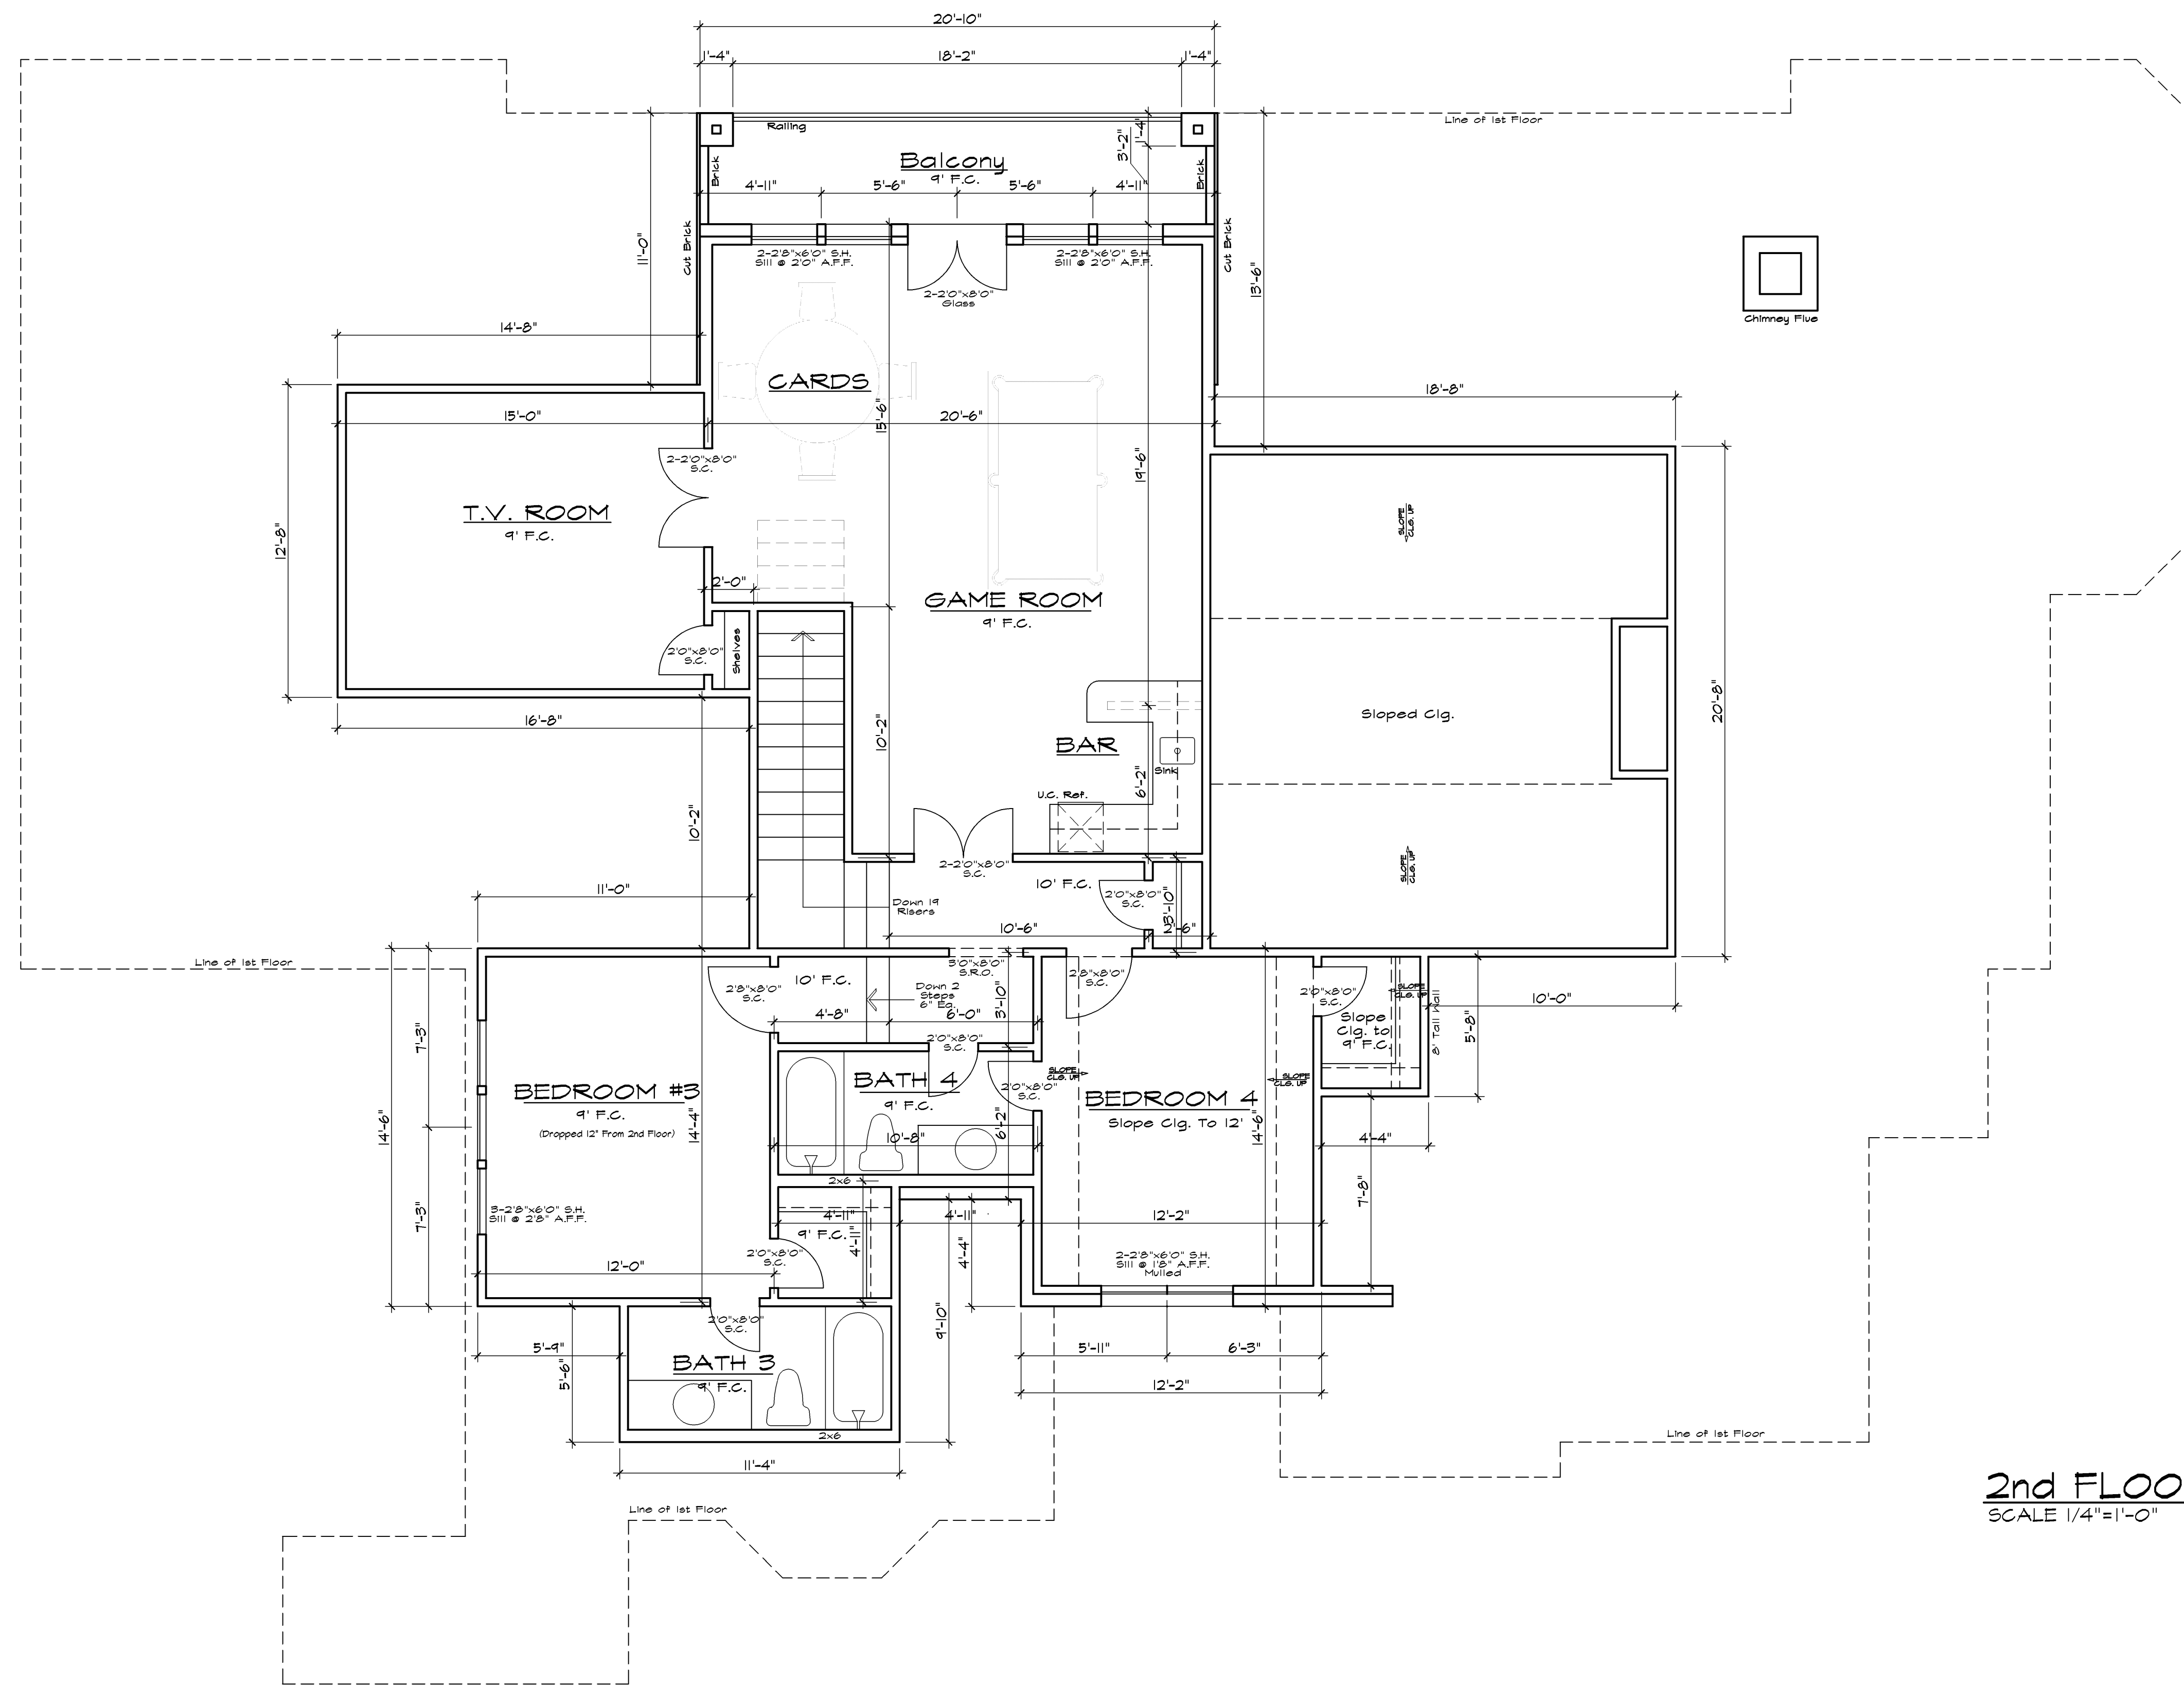 20'-10"
1'-4"
18'-2"
1'-4"
Line of 1st Floor
Railing
3'-2"
1'-4"
Balcony
9' F.C.
Brick
Brick
4'-11"
5'-6"
5'-6"
4'-11"
11'-0"
Cut Brick
Cut Brick
13'-6"
2-2'8"x6'0" S.H.
Sill @ 2'0" A.F.F.
2-2'8"x6'0" S.H.
Sill @ 2'0" A.F.F.
2-2'0"x8'0"
Glass
Chimney Flue
14'-8"
CARDS
18'-8"
15'-0"
15'-6"
20'-6"
2-2'0"x8'0"
S.C.
19'-6"
T.V. ROOM
9' F.C.
SLOPE
CLG. UP
12'-8"
2'-0"
GAME ROOM
9' F.C.
2'0"x8'0"
S.C.
Shelves
16'-8"
10'-2"
BAR
Sink
Sloped Clg.
20'-8"
6'-2"
U.C. Ref.
10'-2"
2-2'0"x8'0"
S.C.
10' F.C.
2'0"x8'0"
S.C.
3'-10"
SLOPE
CLG. UP
11'-0"
Down 19
Risers
10'-6"
2'-6"
Line of 1st Floor
3'0"x8'0"
S.R.O.
10' F.C.
2'8"x8'0"
S.C.
Down 2
Steps
6" Ea.
2'8"x8'0"
S.C.
2'0"x8'0"
S.C.
SLOPE
CLG. UP
10'-0"
4'-8"
6'-0"
3'-10"
Slope
Clg. to
9' F.C.
8' Tall Wall
5'-8"
7'-3"
2'0"x8'0"
S.C.
BATH 4
9' F.C.
2'0"x8'0"
S.C.
SLOPE
CLG. UP
SLOPE
CLG. UP
BEDROOM #3
9' F.C.
(Dropped 12" From 2nd Floor)
BEDROOM 4
Slope Clg. To 12'
14'-6"
14'-4"
10'-8"
6'-2"
14'-6"
4'-4"
2x6
7'-8"
7'-3"
3-2'8"x6'0" S.H.
Sill @ 2'8" A.F.F.
4'-11"
4'-11"
12'-2"
9' F.C.
4'-11"
4'-4"
2'0"x8'0"
S.C.
12'-0"
2-2'8"x6'0" S.H.
Sill @ 1'8" A.F.F.
Mulled
2'0"x8'0"
S.C.
9'-10"
5'-9"
5'-6"
BATH 3
9' F.C.
5'-11"
6'-3"
12'-2"
2x6
Line of 1st Floor
11'-4"
Line of 1st Floor
2nd FLOO
SCALE 1/4"=1'-0"